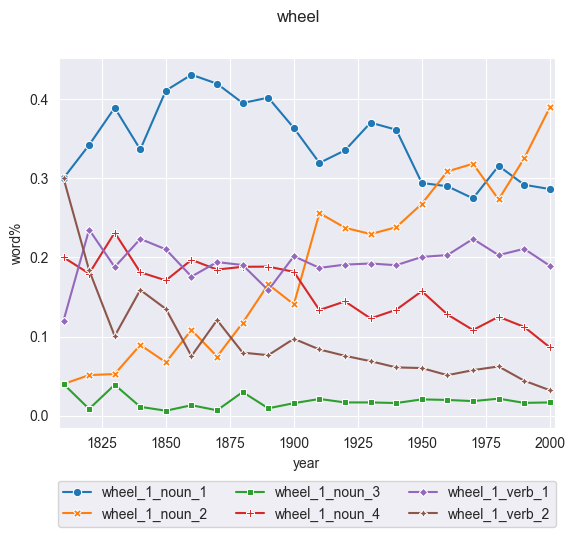 wheel
0.4
0.3
0.2
0.1
0.0
word%
1825 1850 1875 1900 1925 1950 1975 2000
year
wheel_1_noun_1 wheel_1_noun_3 wheel_1_verb_1
wheel_1_noun_2 wheel_1_noun_4 wheel_1_verb_2